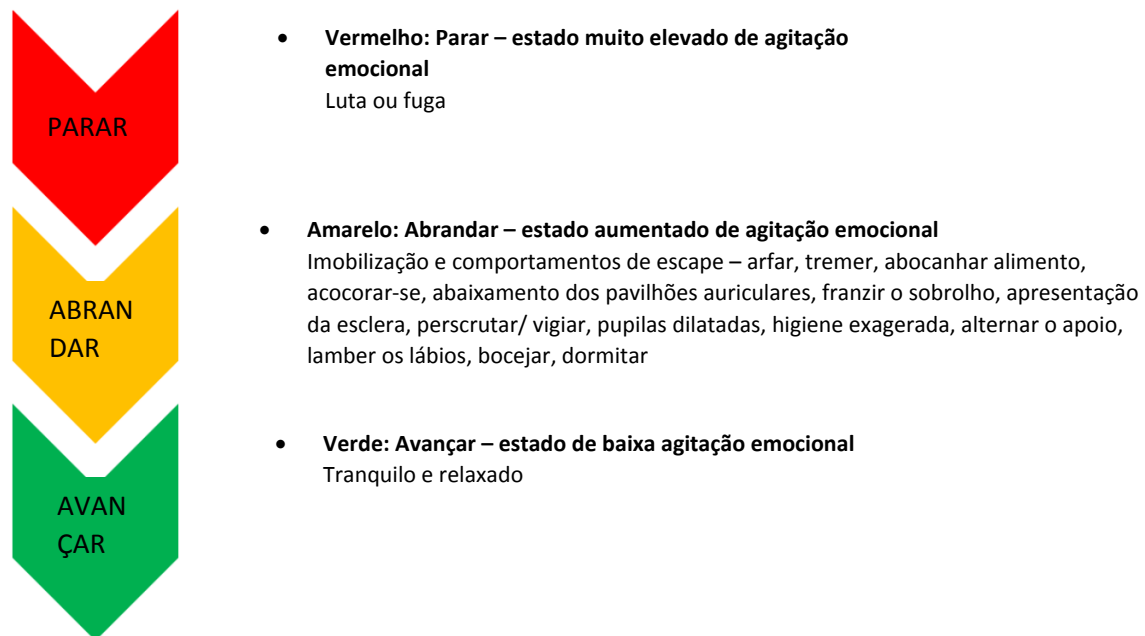 PARAR
• Vermelho: Parar – estado muito elevado de agitação
emocional
Luta ou fuga
ABRAN
DAR
• Amarelo: Abrandar – estado aumentado de agitação emocional
Imobilização e comportamentos de escape – arfar, tremer, abocanhar alimento,
acocorar-se, abaixamento dos pavilhões auriculares, franzir o sobrolho, apresentação
da esclera, perscrutar/ vigiar, pupilas dilatadas, higiene exagerada, alternar o apoio,
lamber os lábios, bocejar, dormitar
AVAN
ÇAR
• Verde: Avançar – estado de baixa agitação emocional
Tranquilo e relaxado